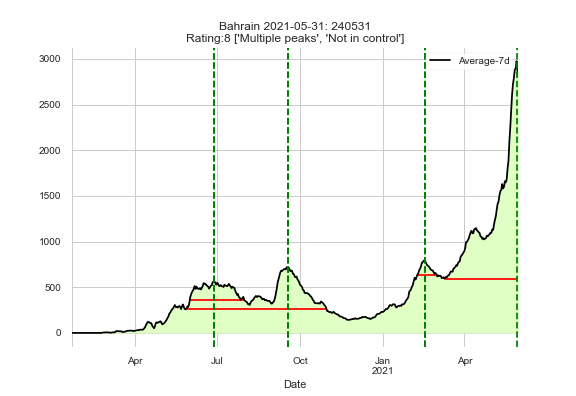 Bahrain 2021-05-31: 240531
Rating:8 ['Multiple peaks', 'Not in control']
Average-7d
3000
2500
2000
1500
1000
500
0
Apr
Jul
Oct
Jan
2021
Apr
Date